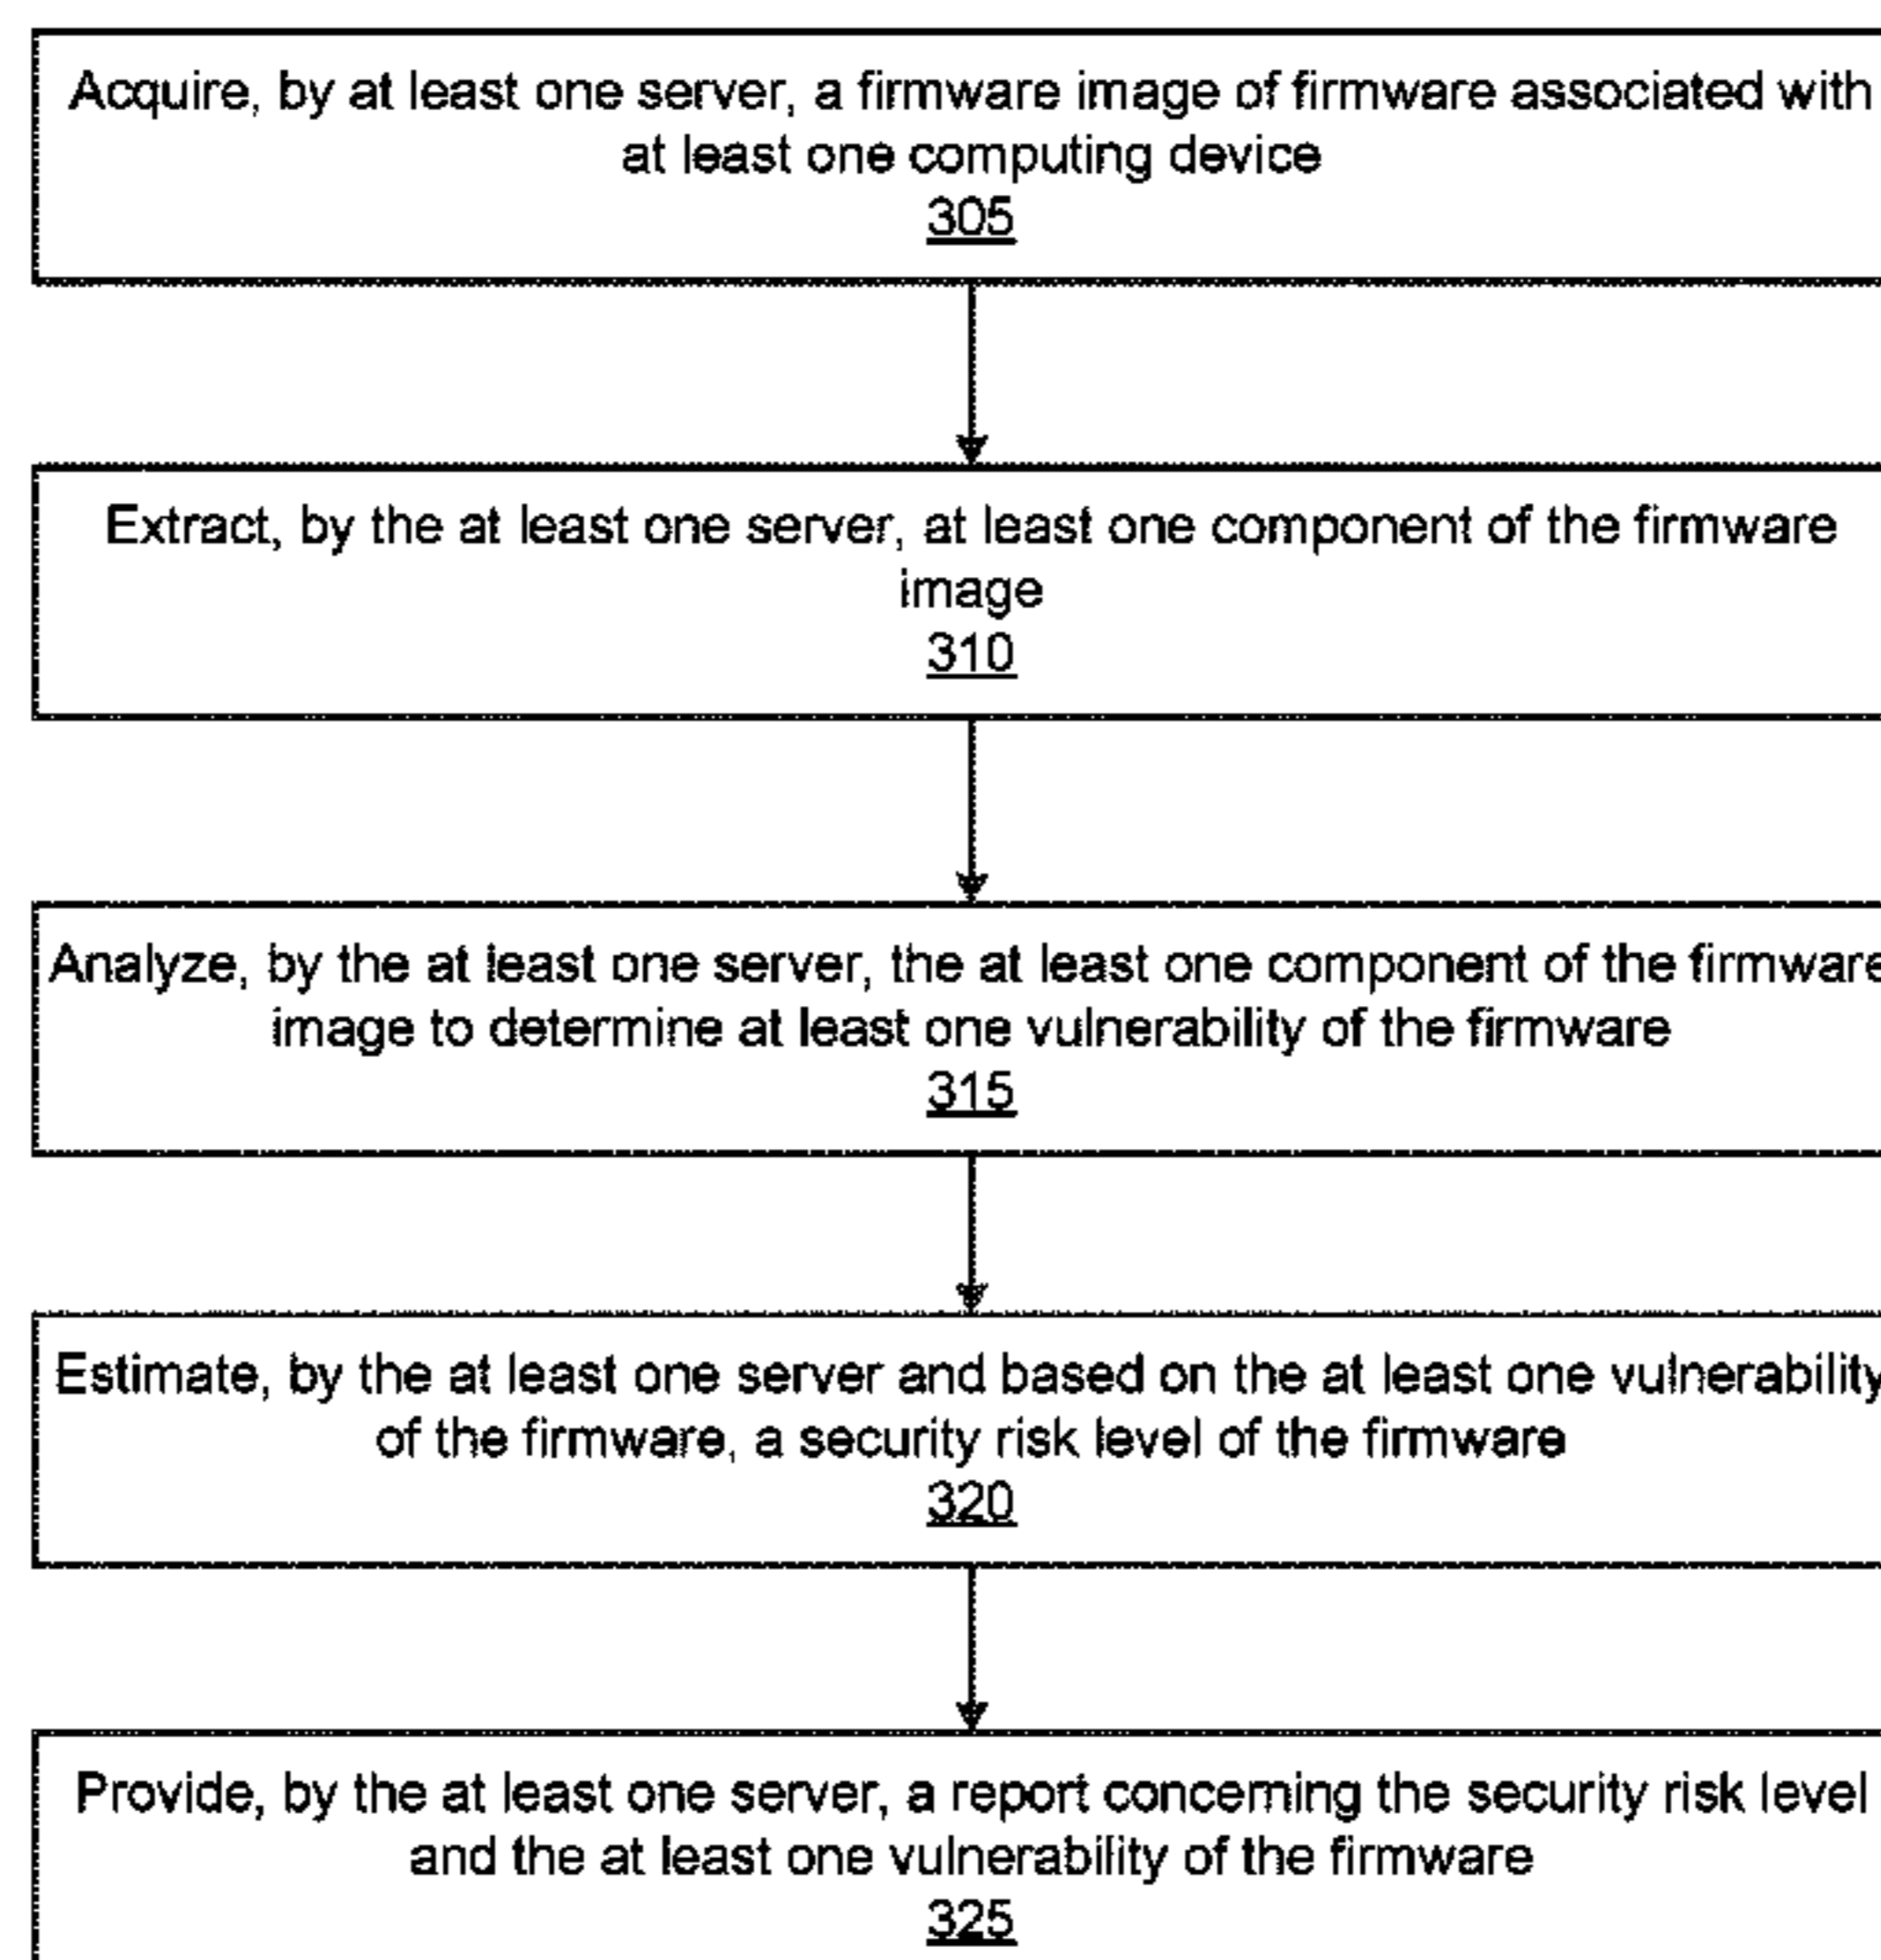 Acquire, by at least one server, a firmware image of firmware associated with
at least one computing device
305
Extract, by the at least one server, at least one component of the firmware
image
310
Analyze, by the at least one server, the at least one component of the firmware
image to determine at least one vulnerability of the firmware
315
Estimate, by the at least one server and based on the at least one vulnerability
of the firmware, a security risk level of the firmware
320
Provide, by the at least one server, a report concerning the security risk level
and the at least one vulnerability of the firmware
325